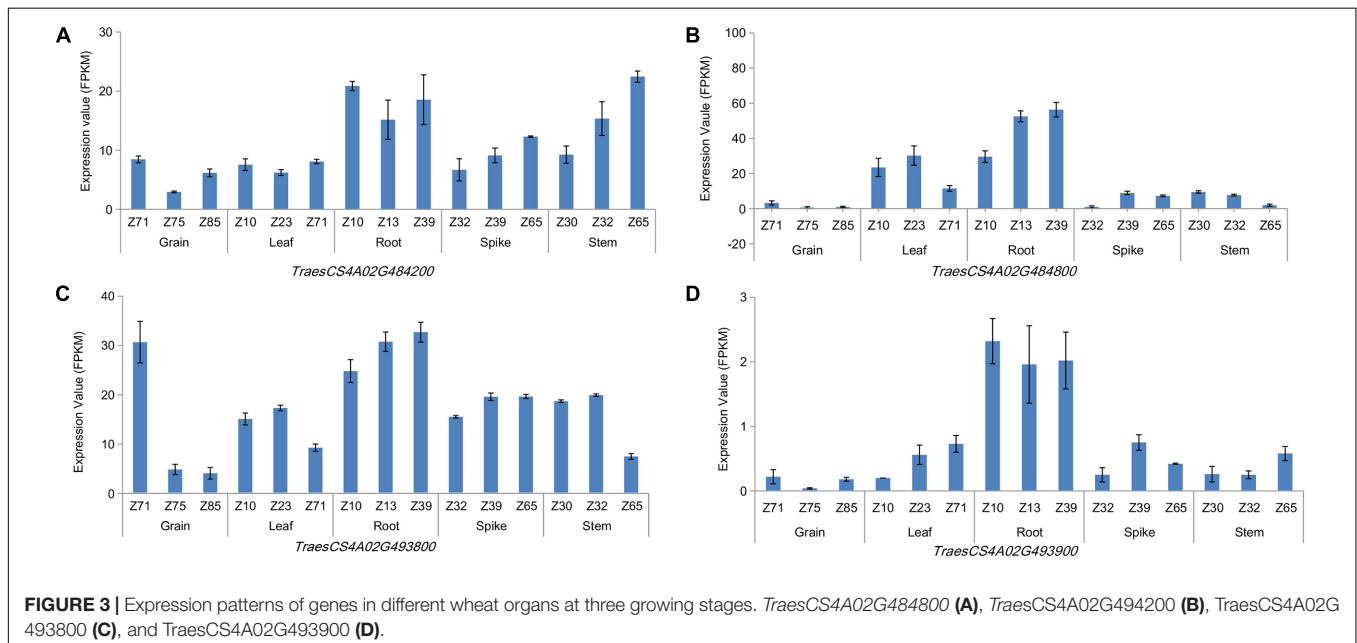 A
Expression value (FPKM)
30
20
10
0
Z71 Z75 Z85 Z10 Z23 Z71 Z10 Z13 Z39 Z32 Z39 Z65 Z30 Z32 Z65
Grain Leaf Root Spike Stem
TraesCS4A02G484200
B
Expression Vaule (FPKM)
100
80
60
40
20
0
-20
Z71 Z75 Z85 Z10 Z23 Z71 Z10 Z13 Z39 Z32 Z39 Z65 Z30 Z32 Z65
Grain Leaf Root Spike Stem
TraesCS4A02G484800
C
Expression Value (FPKM)
40
30
20
10
0
Z71 Z75 Z85 Z10 Z23 Z71 Z10 Z13 Z39 Z32 Z39 Z65 Z30 Z32 Z65
Grain Leaf Root Spike Stem
TraesCS4A02G493800
D
Expression Value (FPKM)
3
2
1
0
Z71 Z75 Z85 Z10 Z23 Z71 Z10 Z13 Z39 Z32 Z39 Z65 Z30 Z32 Z65
Grain Leaf Root Spike Stem
TraesCS4A02G493900
FIGURE 3 | Expression patterns of genes in different wheat organs at three growing stages. TraesCS4A02G484800 (A), TraesCS4A02G494200 (B), TraesCS4A02G
493800 (C), and TraesCS4A02G493900 (D).